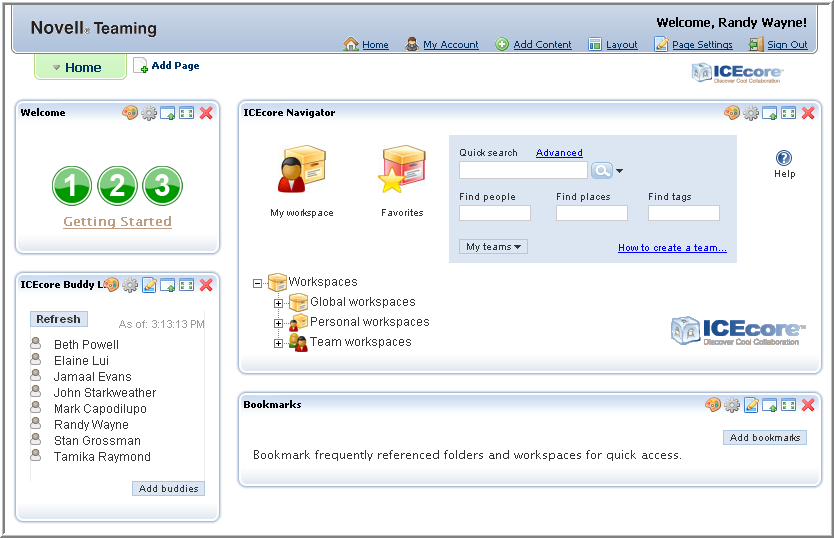 Novell® Teaming
Welcome, Randy Wayne!
Home My Account Add Content Layout Page Settings Sign Out
Home Add Page
ICEcore
Discover Cool Collaboration
Welcome
1 2 3
Getting Started
ICEcore Navigator
My workspace
Favorites
Quick search Advanced
Find people Find places Find tags
My teams
How to create a team...
Help
Workspaces
Global workspaces
Personal workspaces
Team workspaces
ICEcore™
Discover Cool Collaboration
ICEcore Buddy L
Refresh
As of: 3:13:13 PM
Beth Powell
Elaine Lui
Jamaal Evans
John Starkweather
Mark Capodilupo
Randy Wayne
Stan Grossman
Tamika Raymond
Add buddies
Bookmarks
Add bookmarks
Bookmark frequently referenced folders and workspaces for quick access.